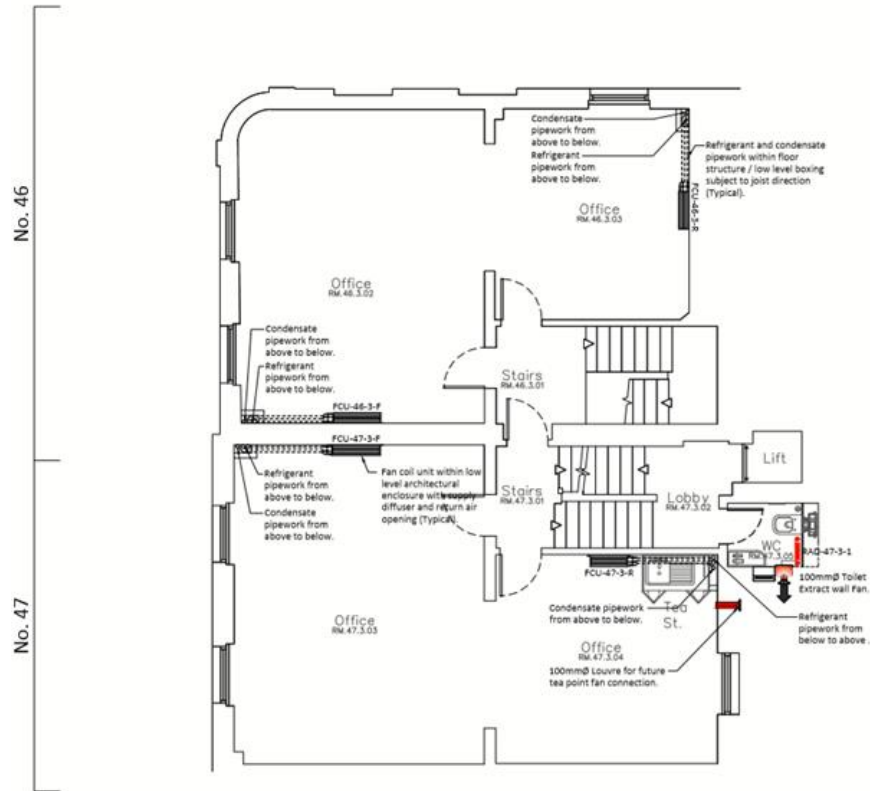 No. 46
Condensate
pipework from
above to below.
Refrigerant
pipework from
above to below.
Refrigerant and condensate
pipework within floor
structure / low level boxing
subject to joist direction
(Typical).
FCU-46-3-R
Office
RM.46.3.03
Office
RM.46.3.02
Condensate
pipework from
above to below.
Refrigerant
pipework from
above to below.
Stairs
RM.46.3.01
FCU-46-3-F
No. 47
FCU-47-3-F
Refrigerant
pipework from
above to below.
Condensate
pipework from
above to below.
Fan coil unit within low
level architectural
enclosure with supply
diffuser and return air
opening (Typical).
Stairs
RM.47.3.01
Lift
Lobby
RM.47.3.02
WC
RM.47.3.05
RAD-47-3-1
100mmØ Toilet
Extract wall Fan.
FCU-47-3-R
Condensate pipework
from above to below.
Tea
St.
Refrigerant
pipework from
below to above .
Office
RM.47.3.03
Office
RM.47.3.04
100mmØ Louvre for future
tea point fan connection.